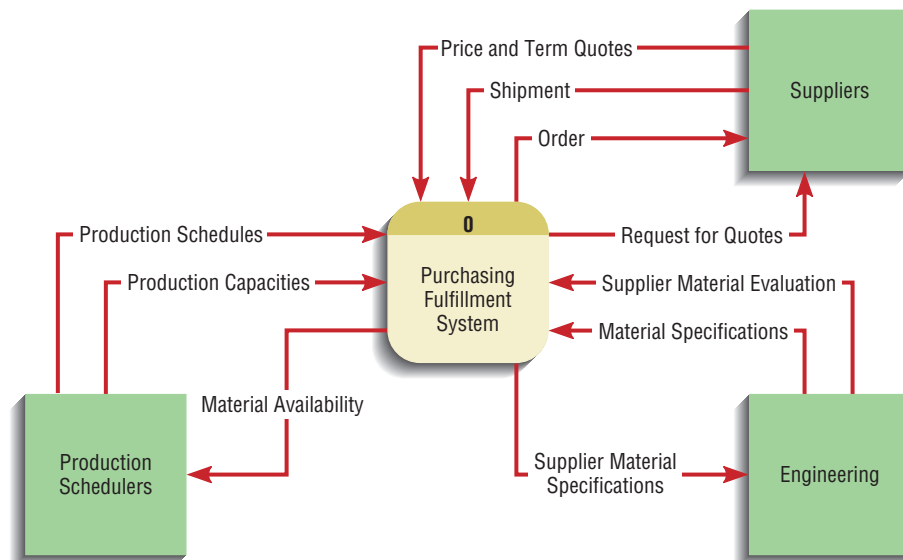 Price and Term Quotes
Shipment
Suppliers
Order
0
Production Schedules
Request for Quotes
Production Capacities
Purchasing
Fulfillment
System
Supplier Material Evaluation
Material Specifications
Material Availability
Production
Schedulers
Supplier Material
Specifications
Engineering